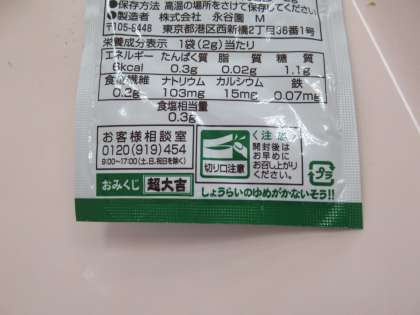 ●保存方法 高温の場所をさけて保存してください。
●製造者 株式会社 永谷園 M
〒105-8448 東京都港区西新橋2丁目36番1号
栄養成分表示 1袋(2g)当たり
エネルギー たんぱく質 脂質 糖質
6kcal 0.3g 0.02g 1.1g
食物繊維 ナトリウム カルシウム 鉄
0.2g 103mg 15mg 0.07mg
食塩相当量
0.3g
お客様相談室
0120(919)454
9:00~17:00(土、日、祝日を除く)
おみくじ 超大吉
切り口注意
〈注意〉
開封後は
お早めに
お召し上がり
ください。
プラ
しょうらいのゆめがかないそう!!